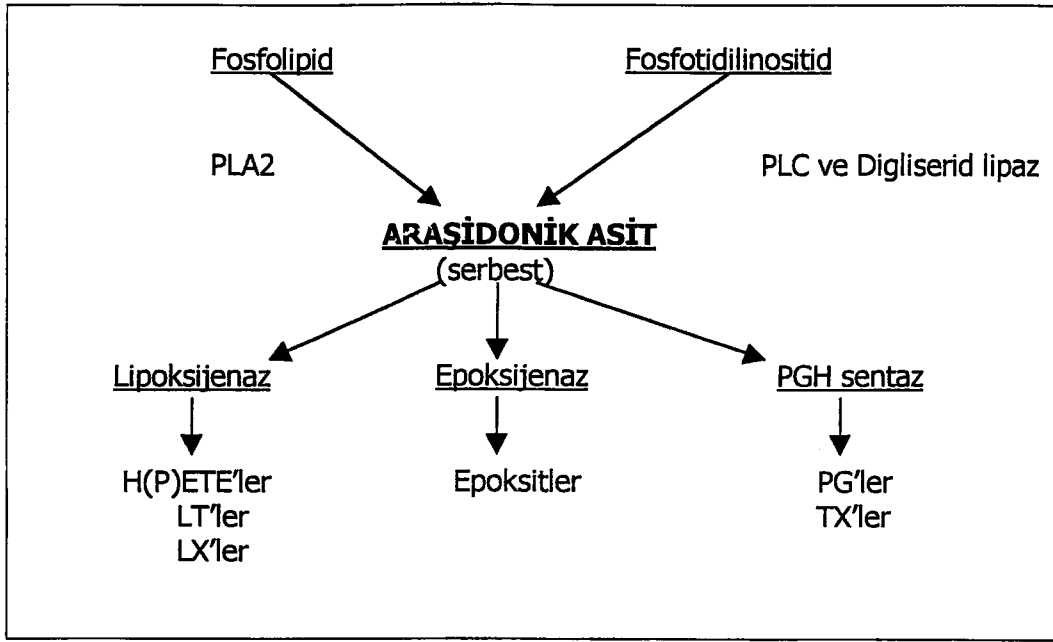 Fosfolipid Fosfotidilinositid
PLA2 PLC ve Digliserid lipaz
ARAŞİDONİK ASİT
(serbest)
Lipoksijenaz Epoksijenaz PGH sentaz
H(P)ETE'ler Epoksitler PG'ler
LT'ler TX'ler
LX'ler